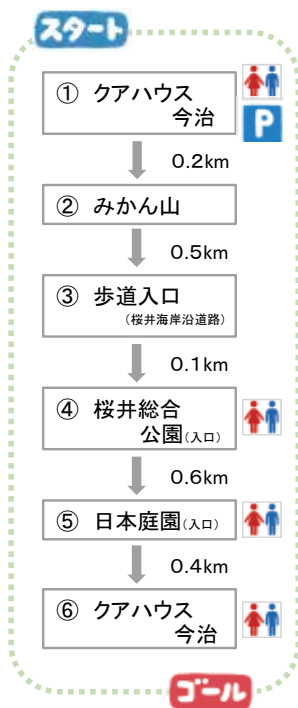 スタート
① クアハウス
今治
P
0.2km
② みかん山
0.5km
③ 歩道入口
(桜井海岸沿道路)
0.1km
④ 桜井総合
公園(入口)
0.6km
⑤ 日本庭園(入口)
0.4km
⑥ クアハウス
今治
ゴール